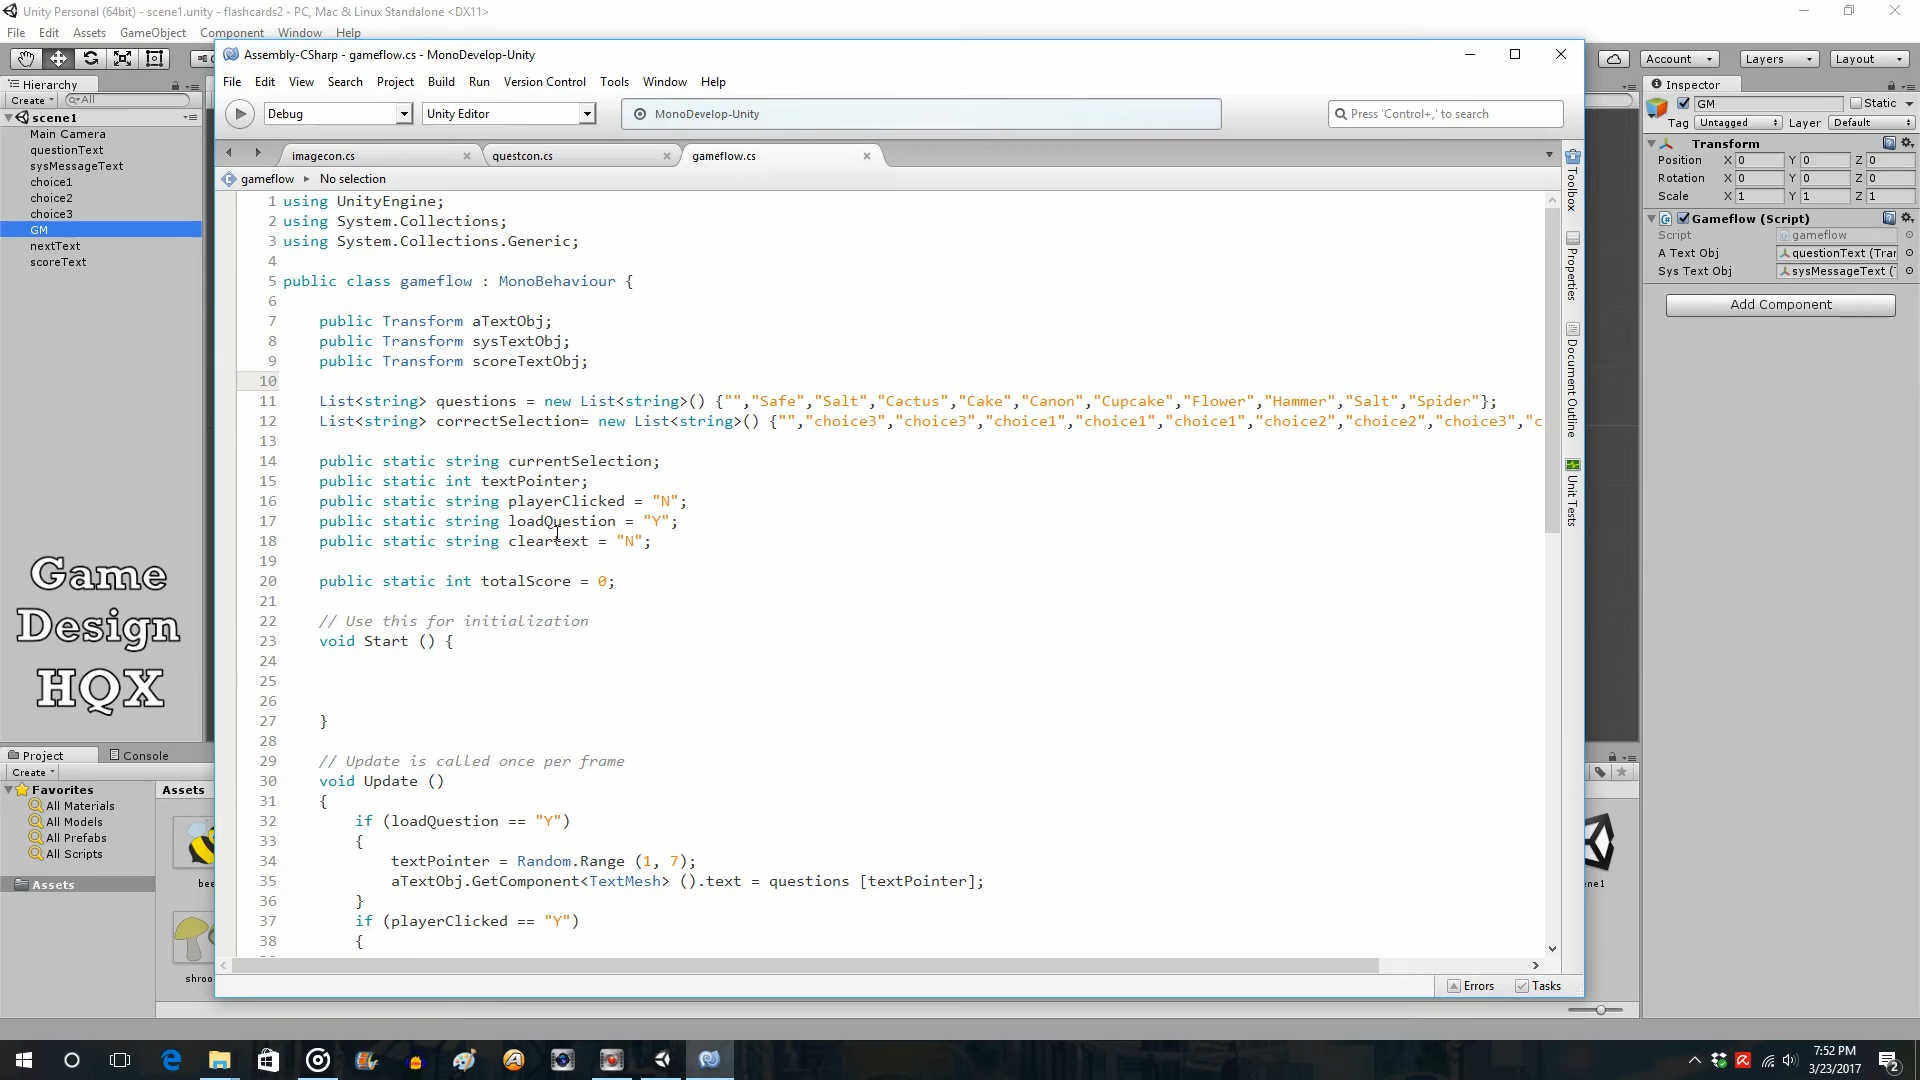 Unity Personal (64bit) - scene1.unity - flashcards2 - PC, Mac & Linux Standalone <DX11>
File Edit Assets GameObject Component Window Help
Account Layers Layout
Hierarchy
Create All
scene1
Main Camera
questionText
sysMessageText
choice1
choice2
choice3
GM
nextText
scoreText
Game
Design
HQX
Project Console
Create
Favorites
All Materials
All Models
All Prefabs
All Scripts
Assets
Assets
bee
shroo
Assembly-CSharp - gameflow.cs - MonoDevelop-Unity
File Edit View Search Project Build Run Version Control Tools Window Help
Debug Unity Editor MonoDevelop-Unity Press 'Control+,' to search
imagecon.cs questcon.cs gameflow.cs
gameflow No selection
1 using UnityEngine;
2 using System.Collections;
3 using System.Collections.Generic;
4
5 public class gameflow : MonoBehaviour {
6
7 public Transform aTextObj;
8 public Transform sysTextObj;
9 public Transform scoreTextObj;
10
11 List<string> questions = new List<string>() {"","Safe","Salt","Cactus","Cake","Canon","Cupcake","Flower","Hammer","Salt","Spider"};
12 List<string> correctSelection= new List<string>() {"","choice3","choice3","choice1","choice1","choice1","choice2","choice2","choice3","c
13
14 public static string currentSelection;
15 public static int textPointer;
16 public static string playerClicked = "N";
17 public static string loadQuestion = "Y";
18 public static string cleartext = "N";
19
20 public static int totalScore = 0;
21
22 // Use this for initialization
23 void Start () {
24
25
26
27 }
28
29 // Update is called once per frame
30 void Update ()
31 {
32 if (loadQuestion == "Y")
33 {
34 textPointer = Random.Range (1, 7);
35 aTextObj.GetComponent<TextMesh> ().text = questions [textPointer];
36 }
37 if (playerClicked == "Y")
38 {
Errors Tasks
Toolbox
Properties
Document Outline
Unit Tests
Inspector
GM Static
Tag Untagged Layer Default
Transform
Position X 0 Y 0 Z 0
Rotation X 0 Y 0 Z 0
Scale X 1 Y 1 Z 1
Gameflow (Script)
Script gameflow
A Text Obj questionText (Tran
Sys Text Obj sysMessageText (
Add Component
ne1
7:52 PM
3/23/2017
2